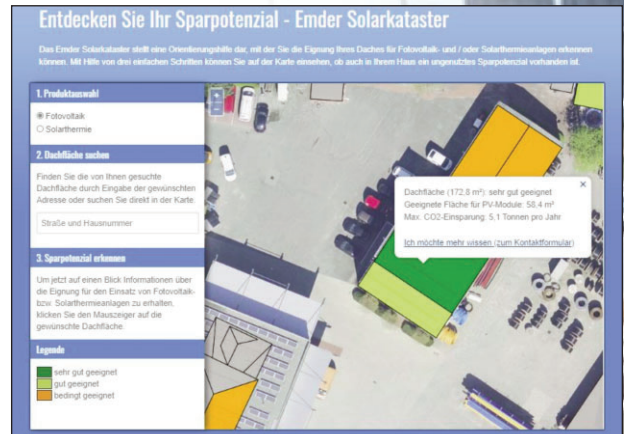 Entdecken Sie Ihr Sparpotenzial - Emder Solarkataster
Das Emder Solarkataster stellt eine Orientierungshilfe dar, mit der Sie die Eignung Ihres Daches für Fotovoltaik- und / oder Solarthermieanlagen erkennen
können. Mit Hilfe von drei einfachen Schritten können Sie auf der Karte einsehen, ob auch in Ihrem Haus ein ungenutztes Sparpotenzial vorhanden ist.
1. Produktauswahl
Fotovoltaik
Solarthermie
2. Dachfläche suchen
Finden Sie die von Ihnen gesuchte
Dachfläche durch Eingabe der gewünschten
Adresse oder suchen Sie direkt in der Karte.
Straße und Hausnummer
3. Sparpotenzial erkennen
Um jetzt auf einen Blick Informationen über
die Eignung für den Einsatz von Fotovoltaik-
bzw. Solarthermieanlagen zu erhalten,
klicken Sie den Mauszeiger auf die
gewünschte Dachfläche.
Legende
sehr gut geeignet
gut geeignet
bedingt geeignet
Dachfläche (172,8 m²): sehr gut geeignet
Geeignete Fläche für PV-Module: 58,4 m²
Max. CO2-Einsparung: 5,1 Tonnen pro Jahr
Ich möchte mehr wissen (zum Kontaktformular)